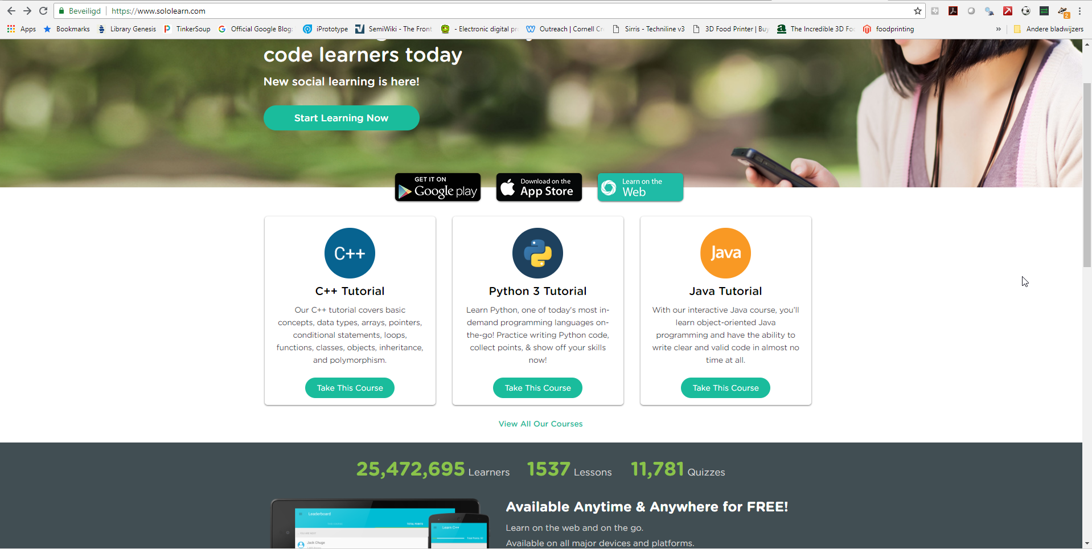 Beveiligd | https://www.sololearn.com
Apps Bookmarks Library Genesis TinkerSoup Official Google Blog: iPrototype SemiWiki - The Front - Electronic digital pr Outreach | Cornell C Sirris - Techniline v3 3D Food Printer | Buy The Incredible 3D Fo foodprinting » Andere bladwijzers
code learners today
New social learning is here!
Start Learning Now
GET IT ON
Google play
Download on the
App Store
Learn on the
Web
C++
C++ Tutorial
Our C++ tutorial covers basic
concepts, data types, arrays, pointers,
conditional statements, loops,
functions, classes, objects, inheritance,
and polymorphism.
Take This Course
Python 3 Tutorial
Learn Python, one of today's most in-
demand programming languages on-
the-go! Practice writing Python code,
collect points, & show off your skills
now!
Take This Course
Java
Java Tutorial
With our interactive Java course, you'll
learn object-oriented Java
programming and have the ability to
write clear and valid code in almost no
time at all.
Take This Course
View All Our Courses
25,472,695 Learners 1537 Lessons 11,781 Quizzes
Available Anytime & Anywhere for FREE!
Learn on the web and on the go.
Available on all major devices and platforms.
Leaderboard
Learn C++